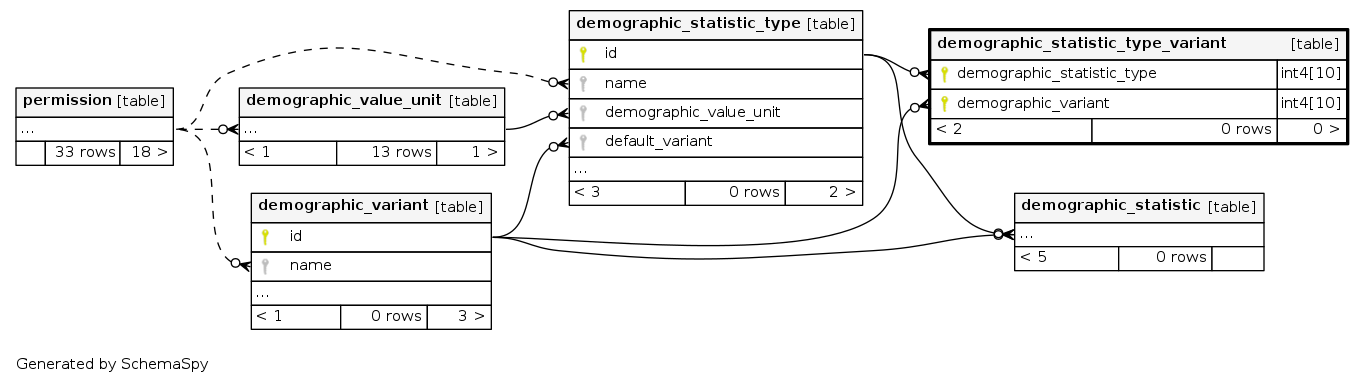 permission [table]
...
33 rows 18 >
demographic_value_unit [table]
...
< 1 13 rows 1 >
demographic_variant [table]
id
name
...
< 1 0 rows 3 >
demographic_statistic_type [table]
id
name
demographic_value_unit
default_variant
...
< 3 0 rows 2 >
demographic_statistic_type_variant [table]
demographic_statistic_type int4[10]
demographic_variant int4[10]
< 2 0 rows 0 >
demographic_statistic [table]
...
< 5 0 rows
Generated by SchemaSpy